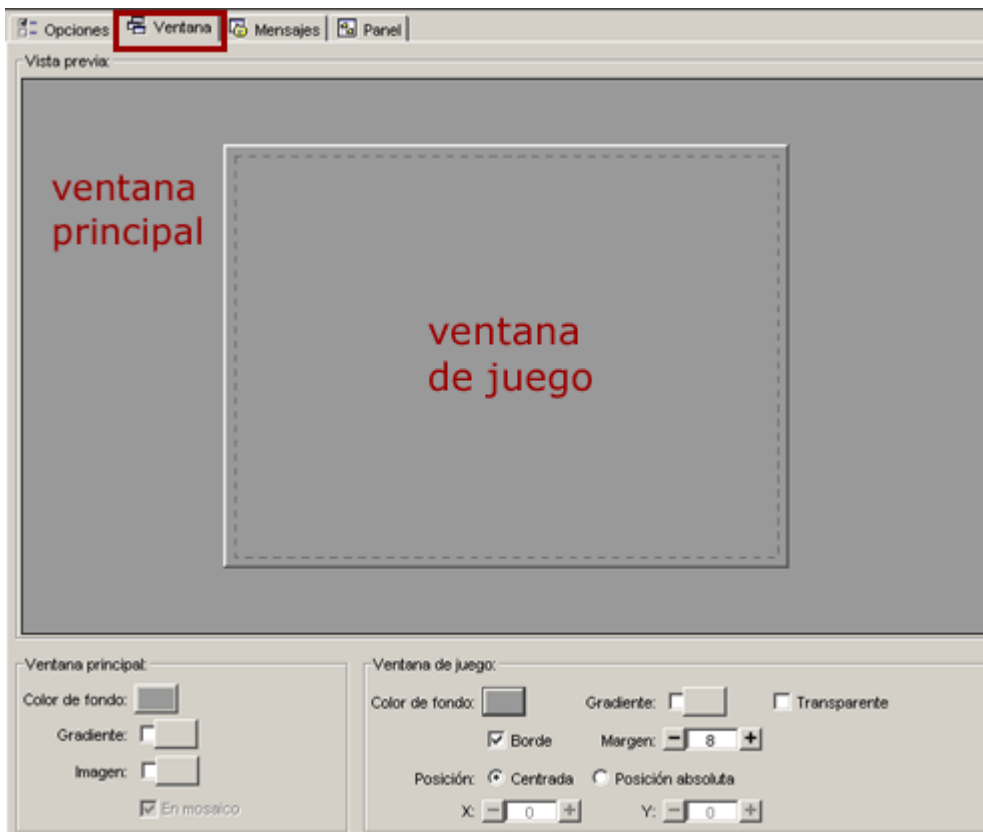 Opciones Ventana Mensajes Panel
Vista previa:
ventana
principal
ventana
de juego
Ventana principal:
Color de fondo:
Gradiente:
Imagen:
En mosaico
Ventana de juego:
Color de fondo: Gradiente: Transparente
Borde Margen: 8
Posición: Centrada Posición absoluta
X: 0 Y: 0